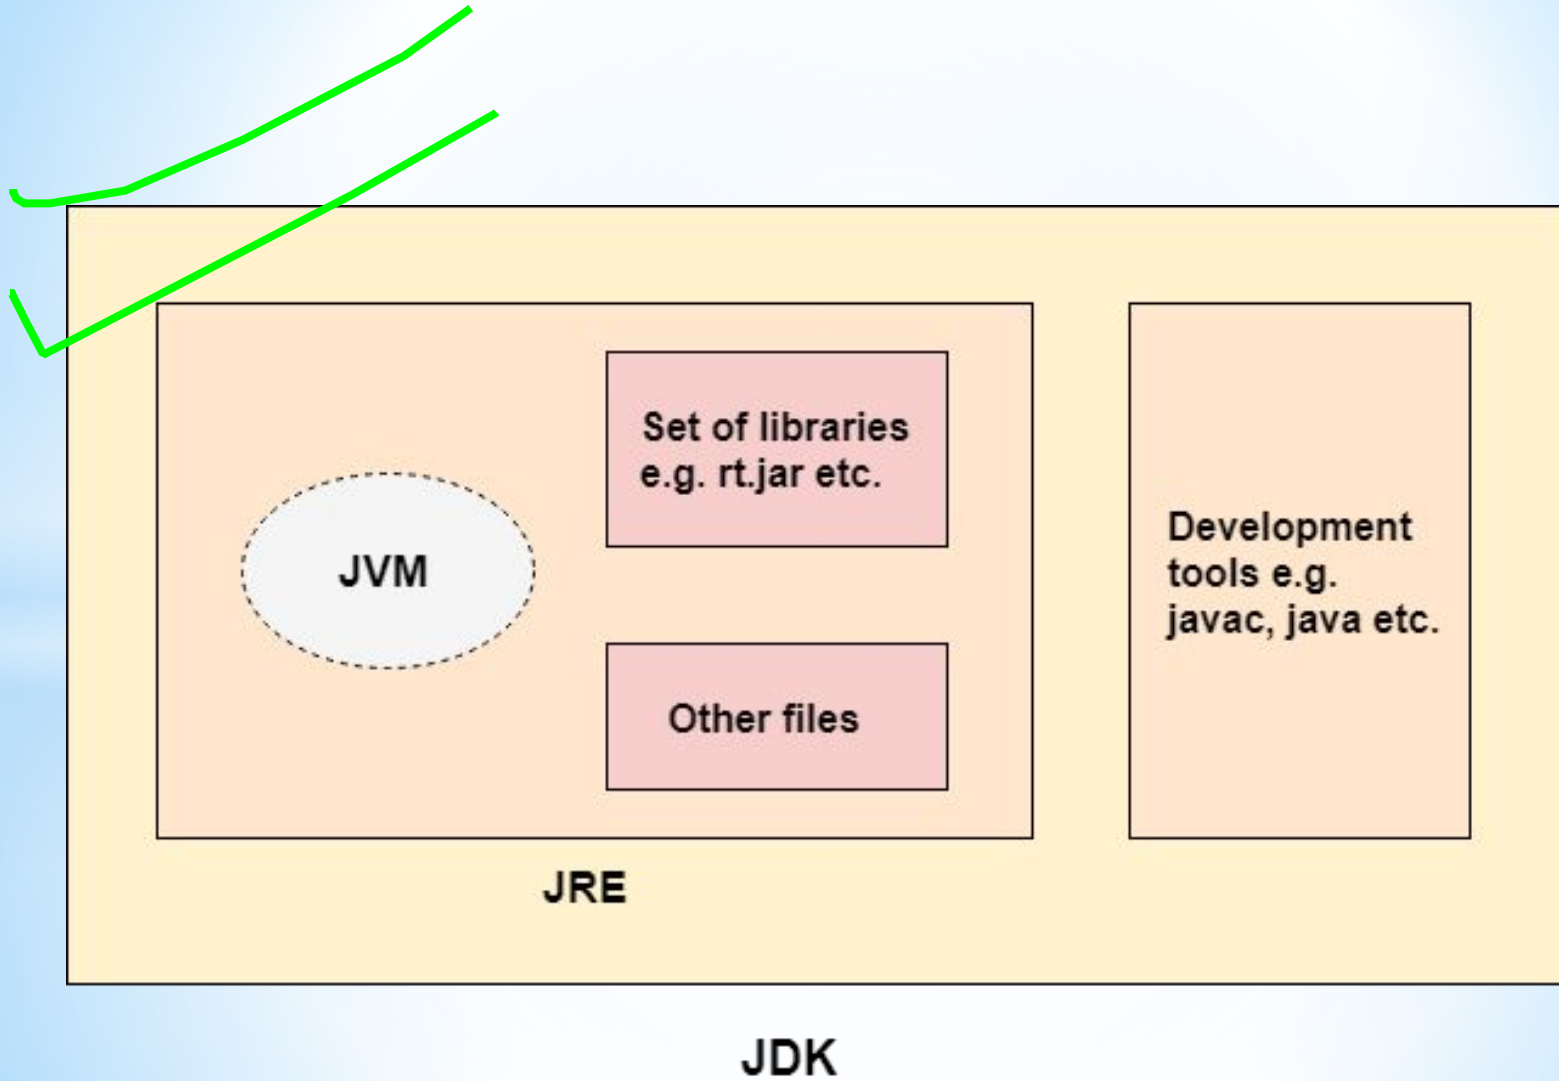 Set of libraries
e.g. rt.jar etc.
JVM
Development
tools e.g.
javac, java etc.
Other files
JRE
JDK